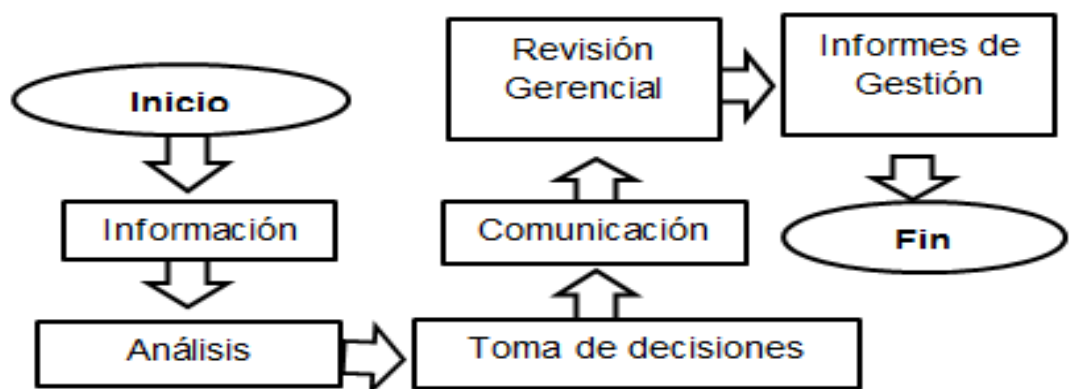 Inicio
Información
Análisis
Toma de decisiones
Comunicación
Revisión
Gerencial
Informes de
Gestión
Fin